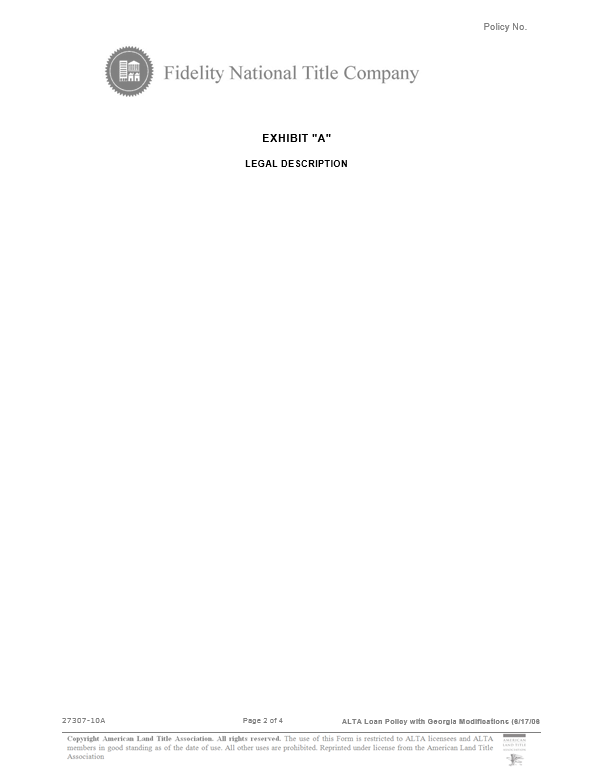 Policy No.
Fidelity National Title Company
EXHIBIT "A"
LEGAL DESCRIPTION
27307-10A
Page 2 of 4
ALTA Loan Policy with Georgia Modifications (6/17/06
Copyright American Land Title Association. All rights reserved. The use of this Form is restricted to ALTA licensees and ALTA
members in good standing as of the date of use. All other uses are prohibited. Reprinted under license from the American Land Title
Association
AMERICAN
LAND TITLE